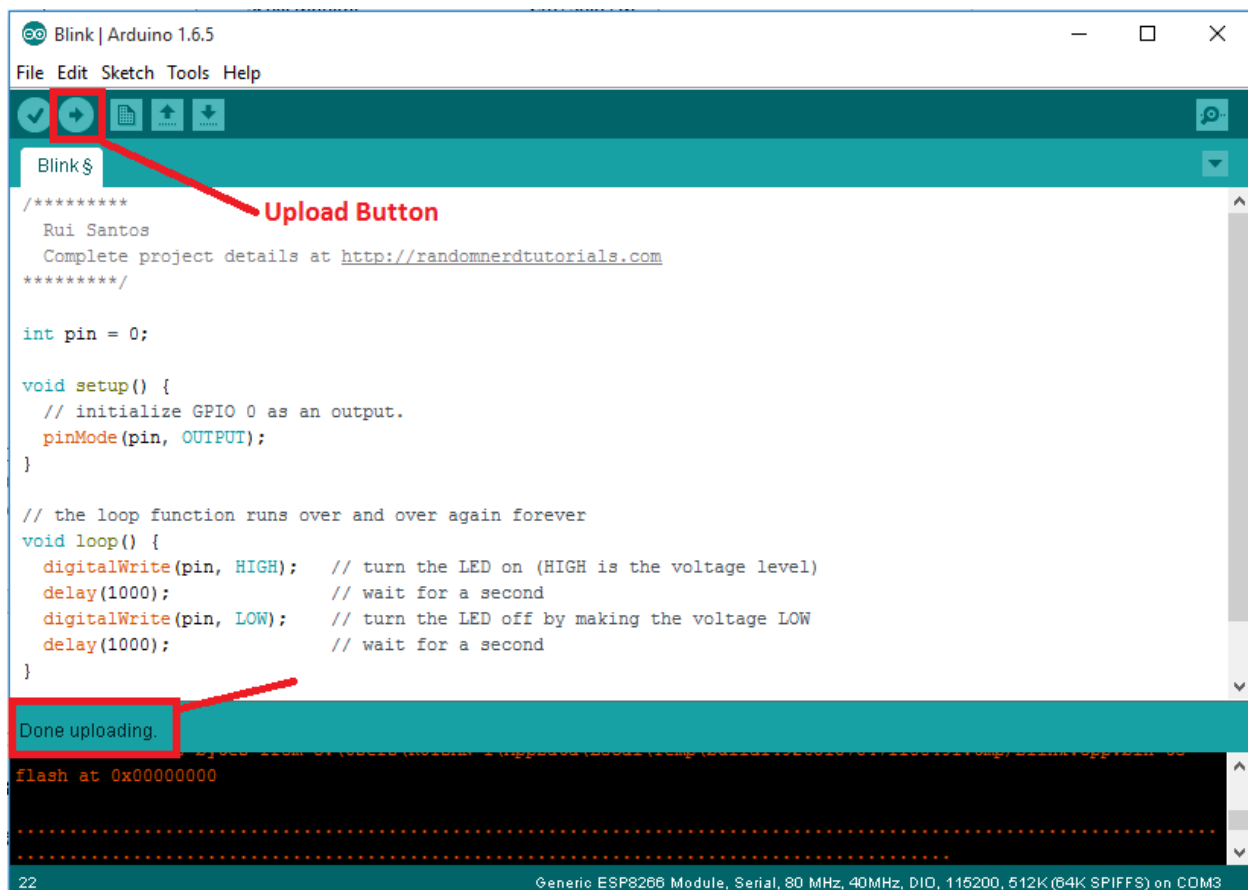 Blink | Arduino 1.6.5
File Edit Sketch Tools Help
Blink §
/*********
Upload Button
Rui Santos
Complete project details at http://randomnerdtutorials.com
*********/
int pin = 0;
void setup() {
// initialize GPIO 0 as an output.
pinMode(pin, OUTPUT);
}
// the loop function runs over and over again forever
void loop() {
digitalWrite(pin, HIGH);   // turn the LED on (HIGH is the voltage level)
delay(1000);               // wait for a second
digitalWrite(pin, LOW);    // turn the LED off by making the voltage LOW
delay(1000);               // wait for a second
}
Done uploading.
flash at 0x00000000
22
Generic ESP8266 Module, Serial, 80 MHz, 40MHz, DIO, 115200, 512K (64K SPIFFS) on COM3